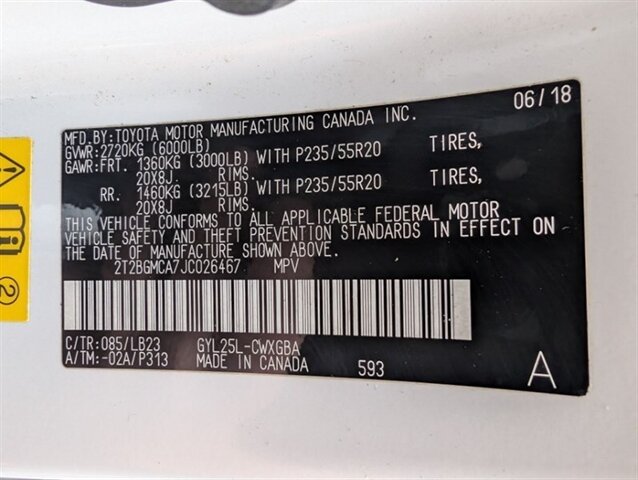 06/18
MFD.BY:TOYOTA MOTOR MANUFACTURING CANADA INC.
GVWR:2720KG (6000LB)
GAWR:FRT. 1360KG (3000LB) WITH P235/55R20 TIRES,
20X8J. RIMS.
RR. 1460KG (3215LB) WITH P235/55R20 TIRES,
20X8J RIMS.
THIS VEHICLE CONFORMS TO ALL APPLICABLE FEDERAL MOTOR
VEHICLE SAFETY AND THEFT PREVENTION STANDARDS IN EFFECT ON
THE DATE OF MANUFACTURE SHOWN ABOVE.
2T2BGMCA7JC026467 MPV
C/TR:085/LB23 GYL25L-CWXGBA
A/TM:-02A/P313 MADE IN CANADA 593 A
2